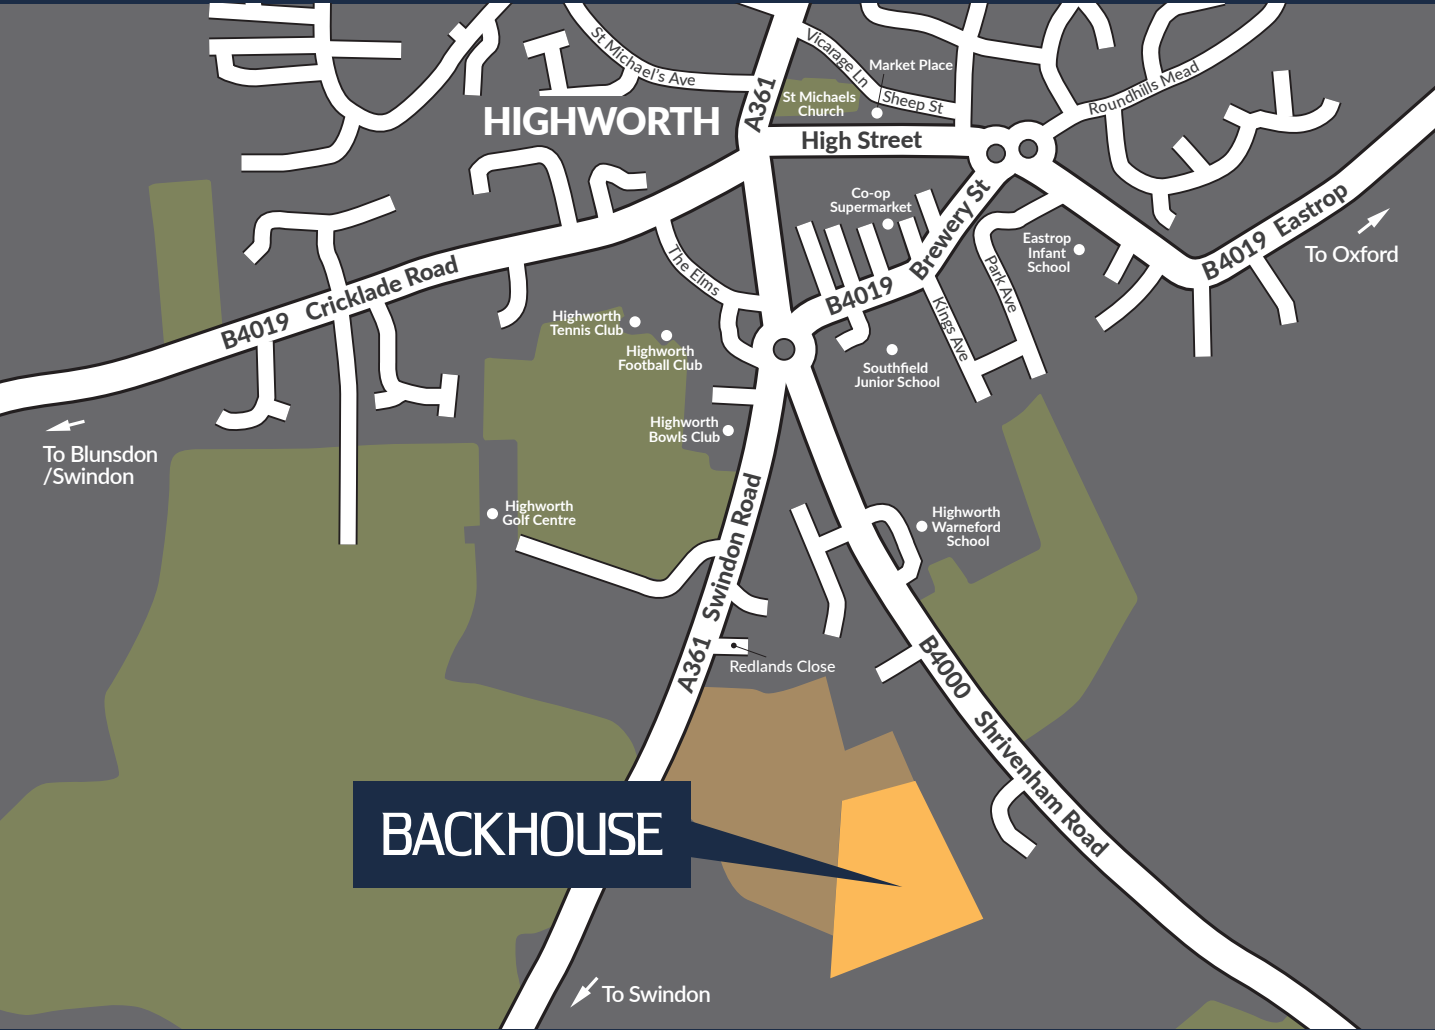 St Michael's Ave
A361
Vicarage Ln
Market Place
Sheep St
Roundhills Mead
St Michaels
Church
HIGHWORTH
High Street
Co-op
Supermarket
Brewery St
B4019
The Elms
Park Ave
Kings Ave
Eastrop
Infant
School
B4019 Eastrop
To Oxford
B4019 Cricklade Road
To Blunsdon
/Swindon
Highworth
Tennis Club
Highworth
Football Club
Southfield
Junior School
Highworth
Bowls Club
Highworth
Golf Centre
Highworth
Warneford
School
A361 Swindon Road
Redlands Close
B4000 Shrivenham Road
BACKHOUSE
To Swindon